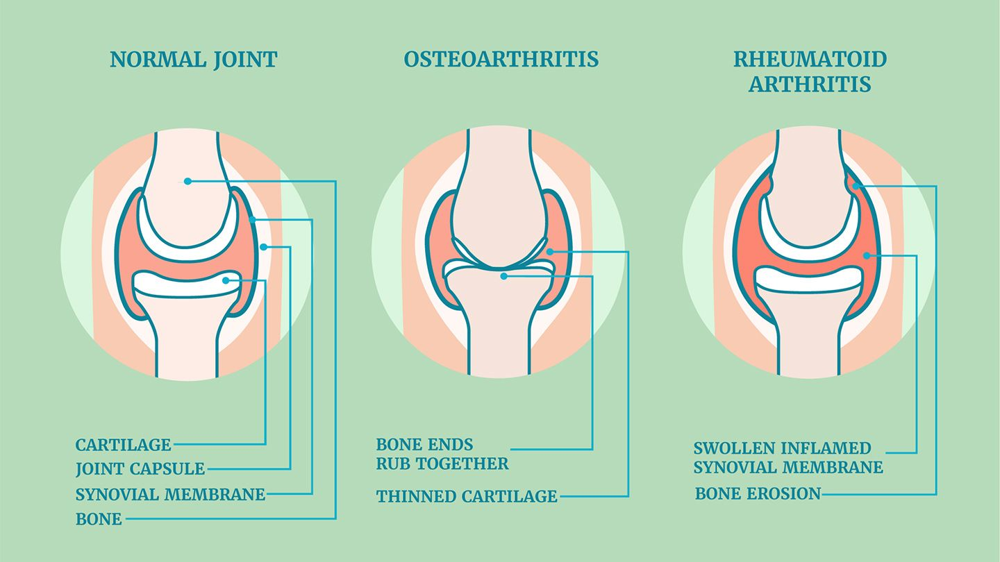 NORMAL JOINT
OSTEOARTHRITIS
RHEUMATOID
ARTHRITIS
CARTILAGE
JOINT CAPSULE
SYNOVIAL MEMBRANE
BONE
BONE ENDS
RUB TOGETHER
THINNED CARTILAGE
SWOLLEN INFLAMED
SYNOVIAL MEMBRANE
BONE EROSION